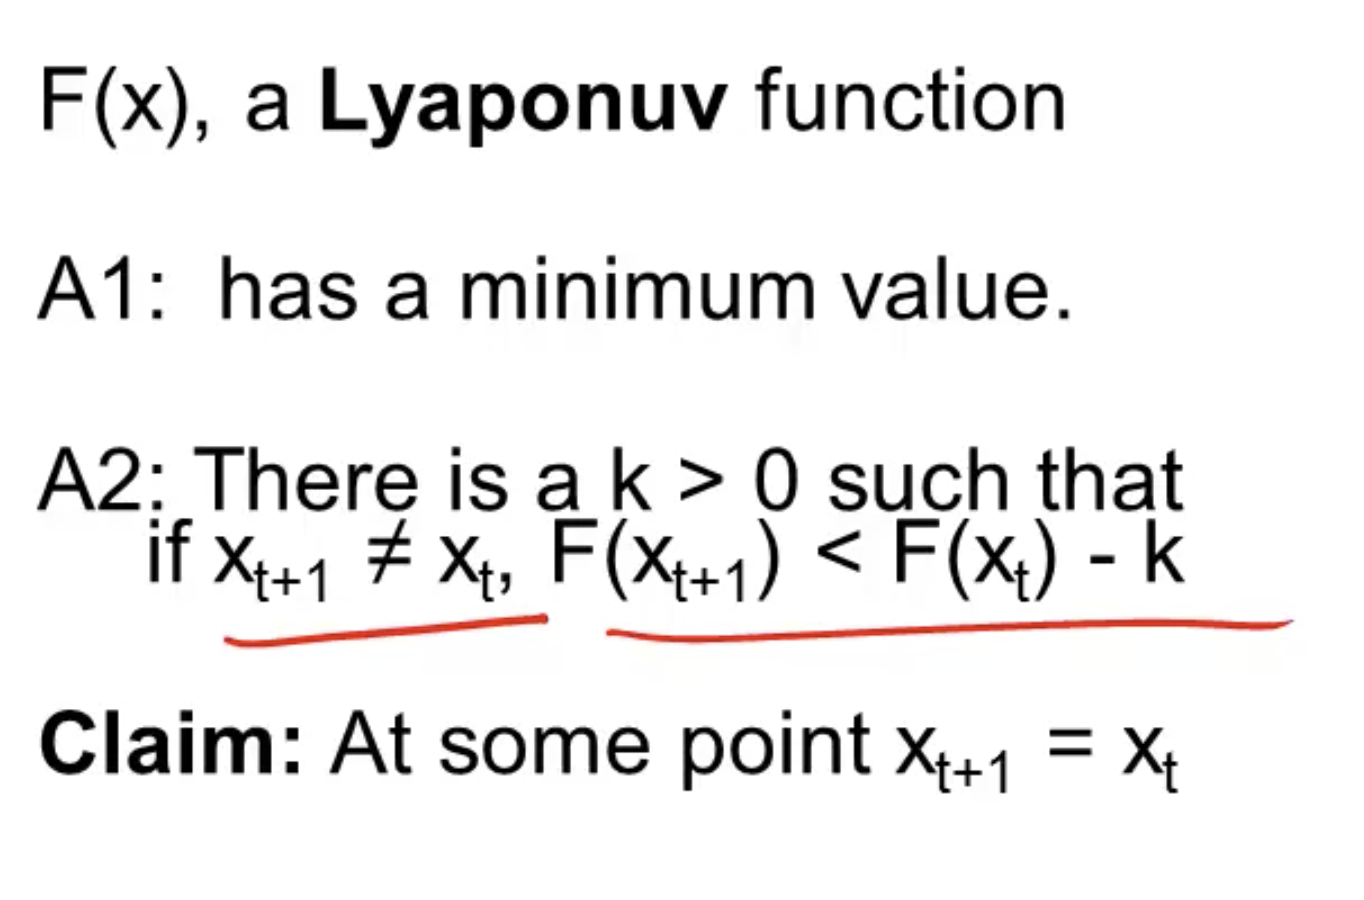 F(x), a Lyaponuv function
A1: has a minimum value.
A2: There is a k > 0 such that
if xₜ₊₁ ≠ xₜ, F(xₜ₊₁) < F(xₜ) - k
Claim: At some point xₜ₊₁ = xₜ